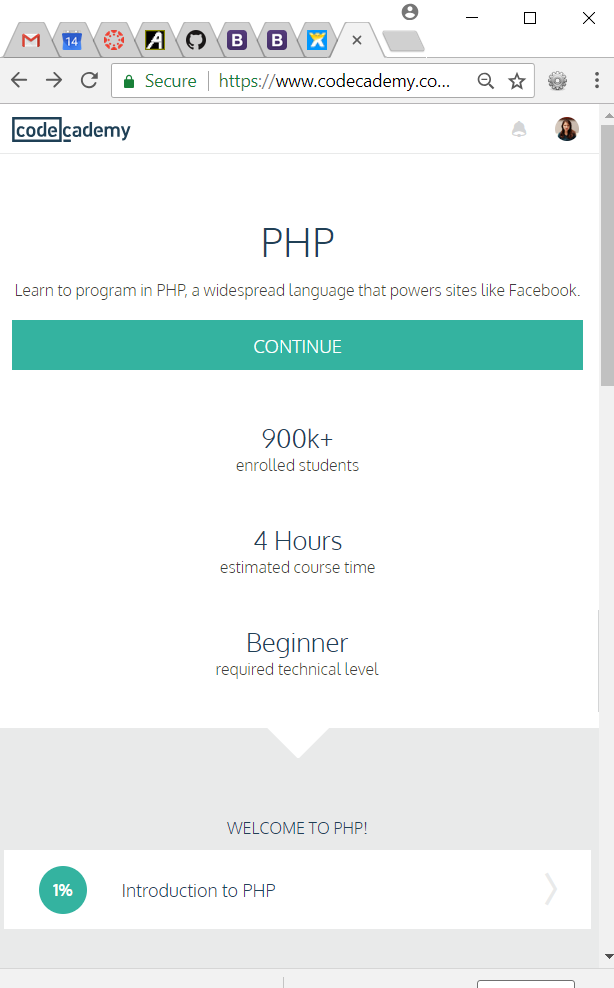 14
A
B
B
Secure
https://www.codecademy.co...
codecademy
PHP
Learn to program in PHP, a widespread language that powers sites like Facebook.
CONTINUE
900k+
enrolled students
4 Hours
estimated course time
Beginner
required technical level
WELCOME TO PHP!
1%
Introduction to PHP